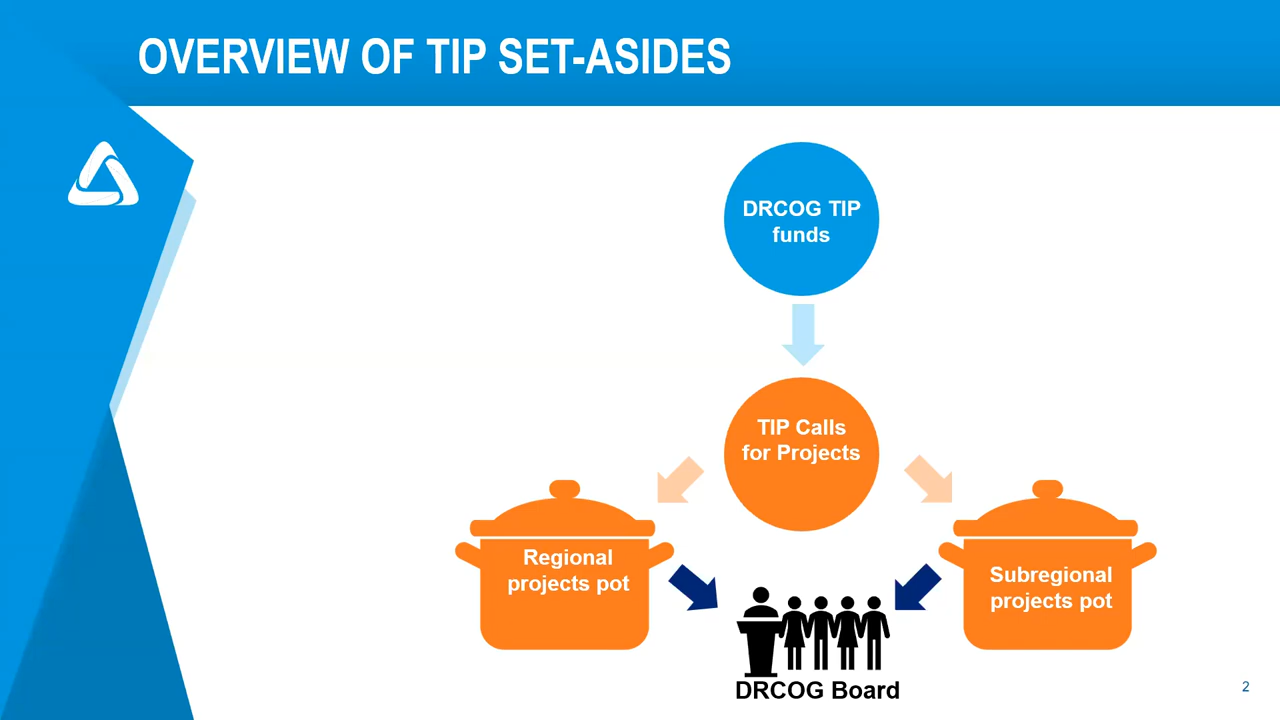 OVERVIEW OF TIP SET-ASIDES
DRCOG TIP
funds
TIP Calls
for Projects
Regional
projects pot
Subregional
projects pot
DRCOG Board
2